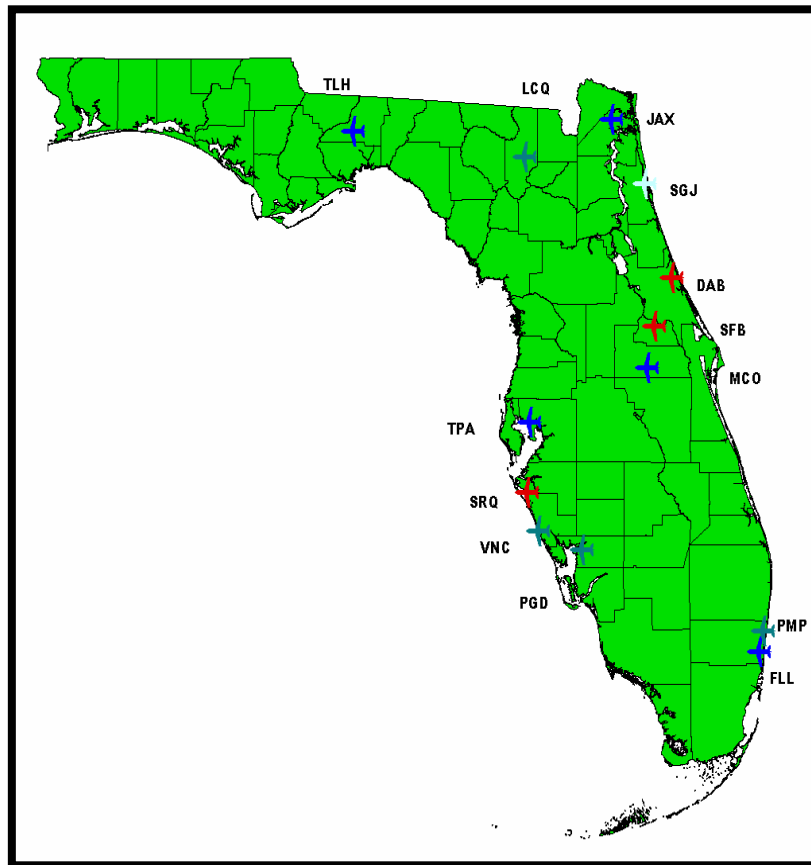 TLH
LCQ
JAX
SGJ
DAB
SFB
MCO
TPA
SRQ
VNC
PGD
PMP
FLL